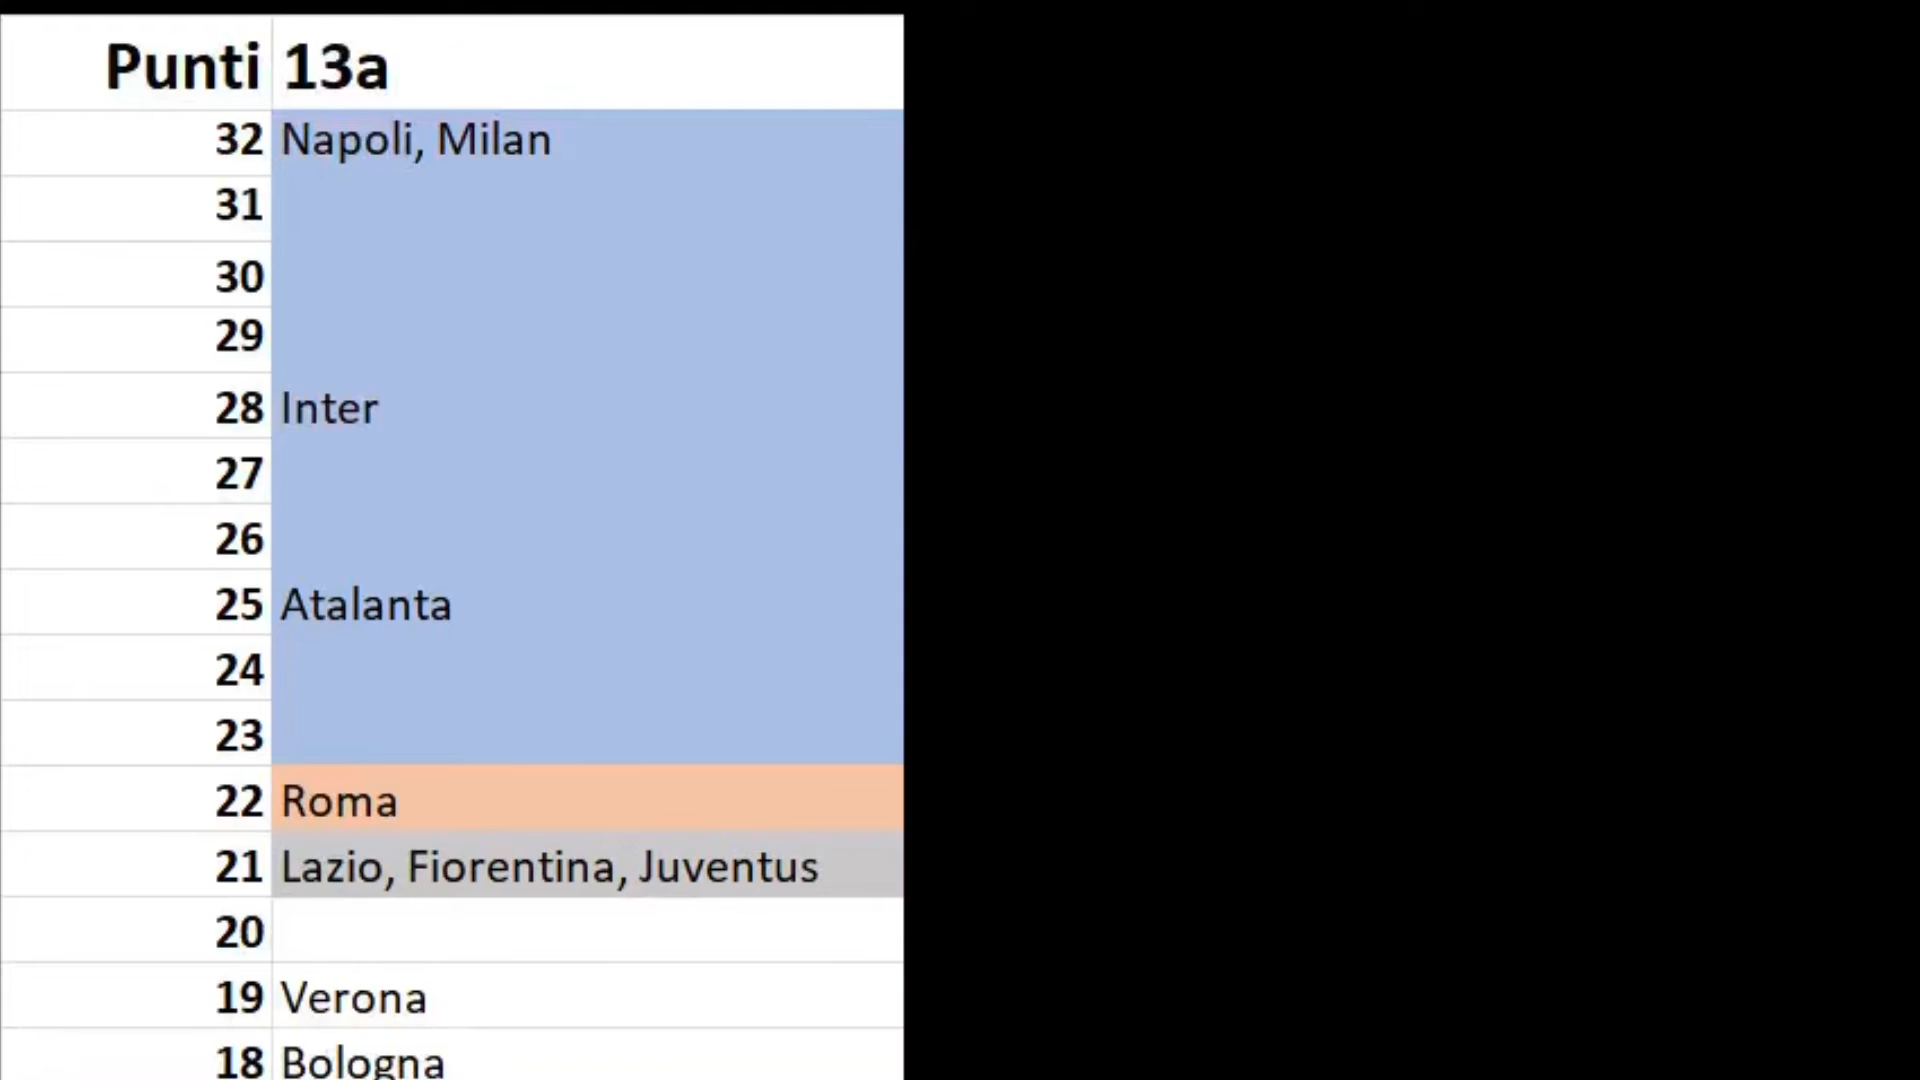 Punti 13a
32 Napoli, Milan
31
30
29
28 Inter
27
26
25 Atalanta
24
23
22 Roma
21 Lazio, Fiorentina, Juventus
20
19 Verona
18 Bologna